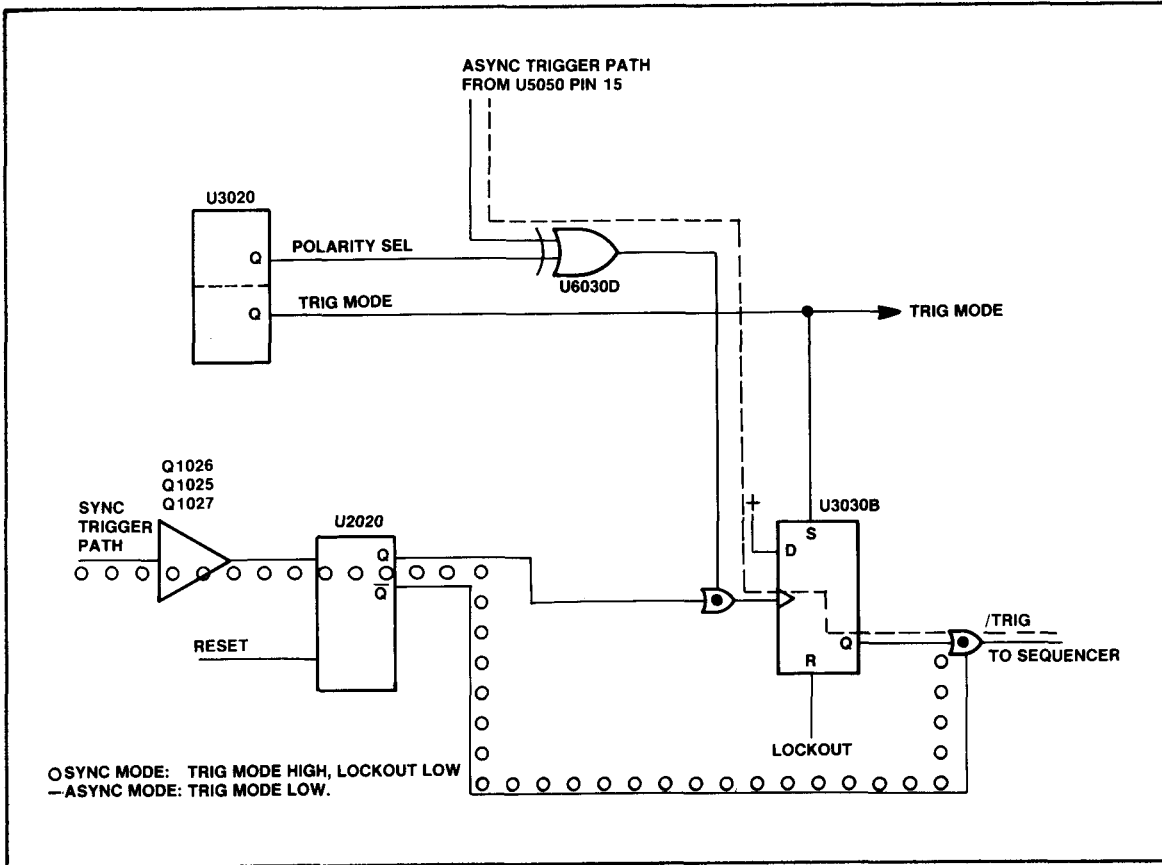 ASYNC TRIGGER PATH
FROM U5050 PIN 15
U3020
Q
POLARITY SEL
U6030D
Q
TRIG MODE
TRIG MODE
Q1026
Q1025
Q1027
SYNC
TRIGGER
PATH
U2020
Q
Q̅
RESET
+
U3030B
S
D
Q
R
/TRIG
TO SEQUENCER
LOCKOUT
○ SYNC MODE: TRIG MODE HIGH, LOCKOUT LOW
— ASYNC MODE: TRIG MODE LOW.